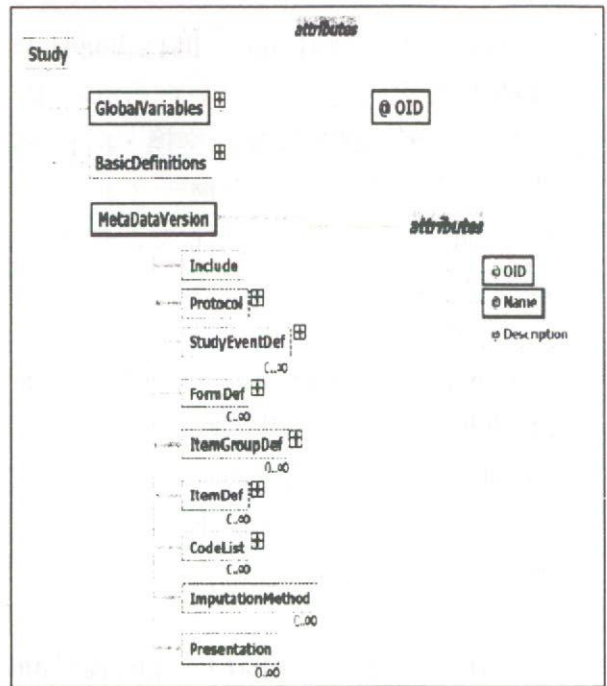 attributes
Study
GlobalVariables
@ OID
BasicDefinitions
MetaDataVersion
attributes
Include
@ OID
Protocol
@ Name
StudyEventDef
@ Description
0..∞
FormDef
0..∞
ItemGroupDef
0..∞
ItemDef
0..∞
CodeList
0..∞
ImputationMethod
0..∞
Presentation
0..∞